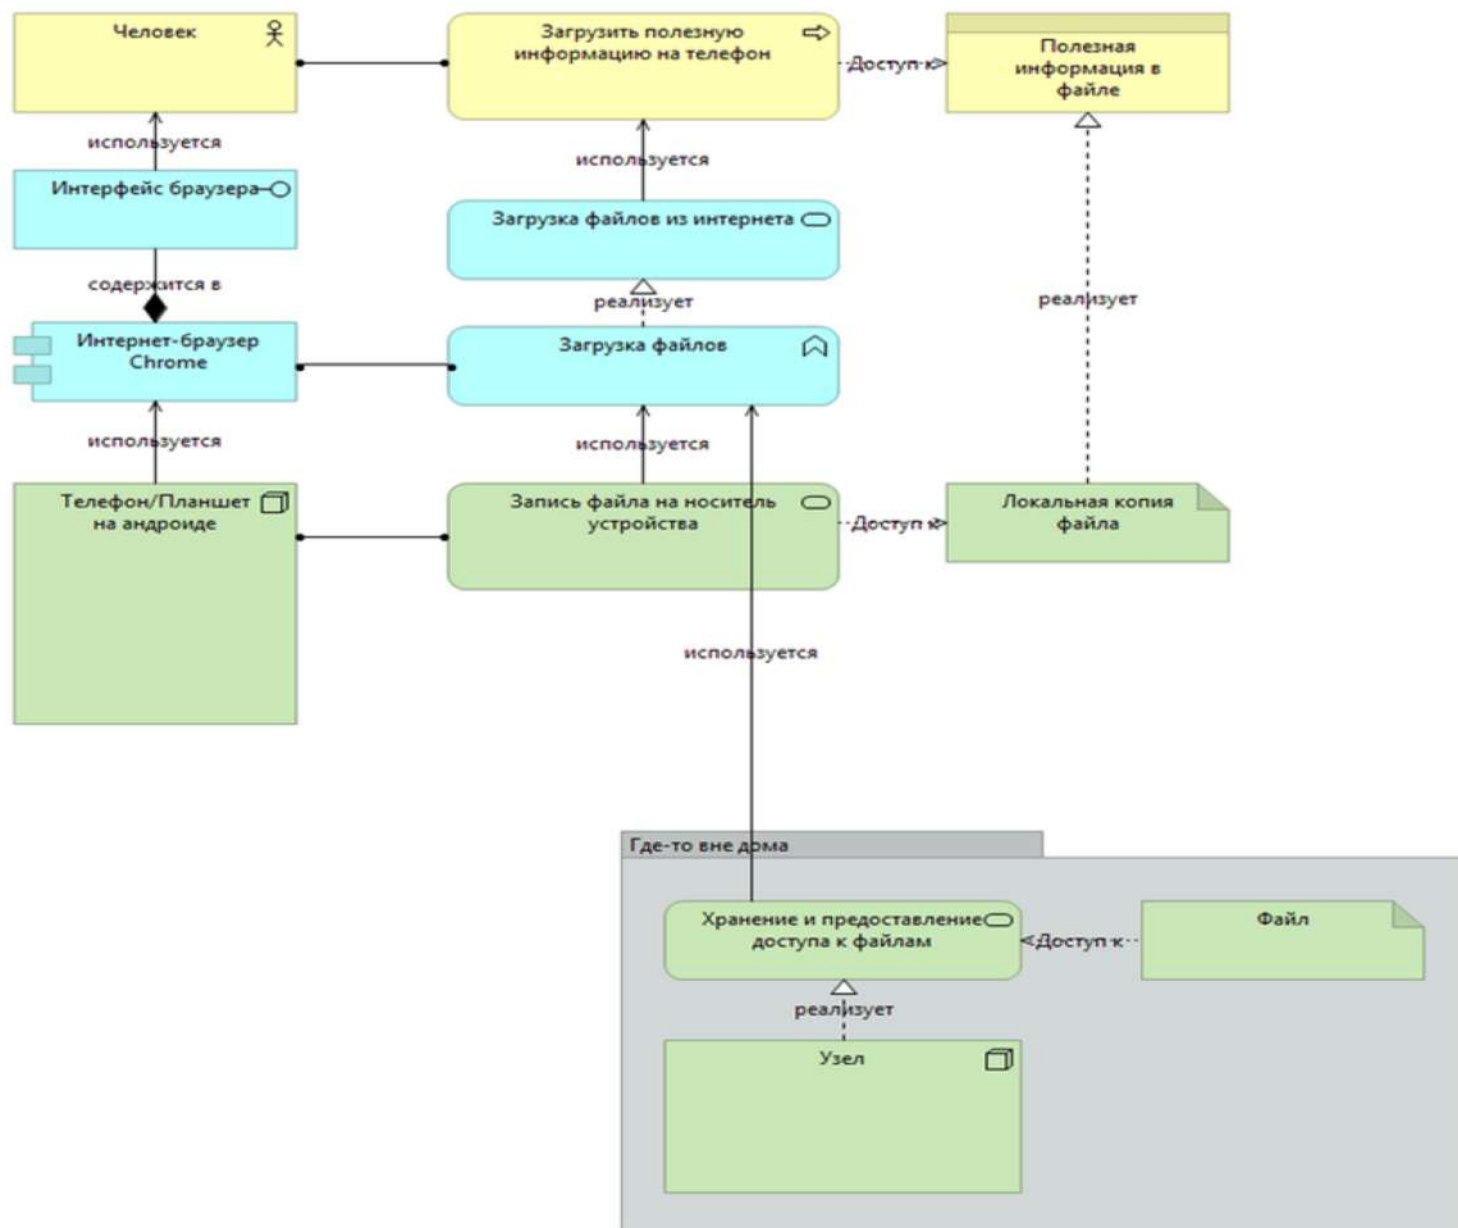 Человек
Загрузить полезную
информацию на телефон
Доступ к
Полезная
информация в
файле
используется
используется
Интерфейс браузера
Загрузка файлов из интернета
содержится в
реализует
реализует
Интернет-браузер
Chrome
Загрузка файлов
используется
используется
Телефон/Планшет
на андроиде
Запись файла на носитель
устройства
Доступ к
Локальная копия
файла
используется
Где-то вне дома
Хранение и предоставление
доступа к файлам
Доступ к
Файл
реализует
Узел